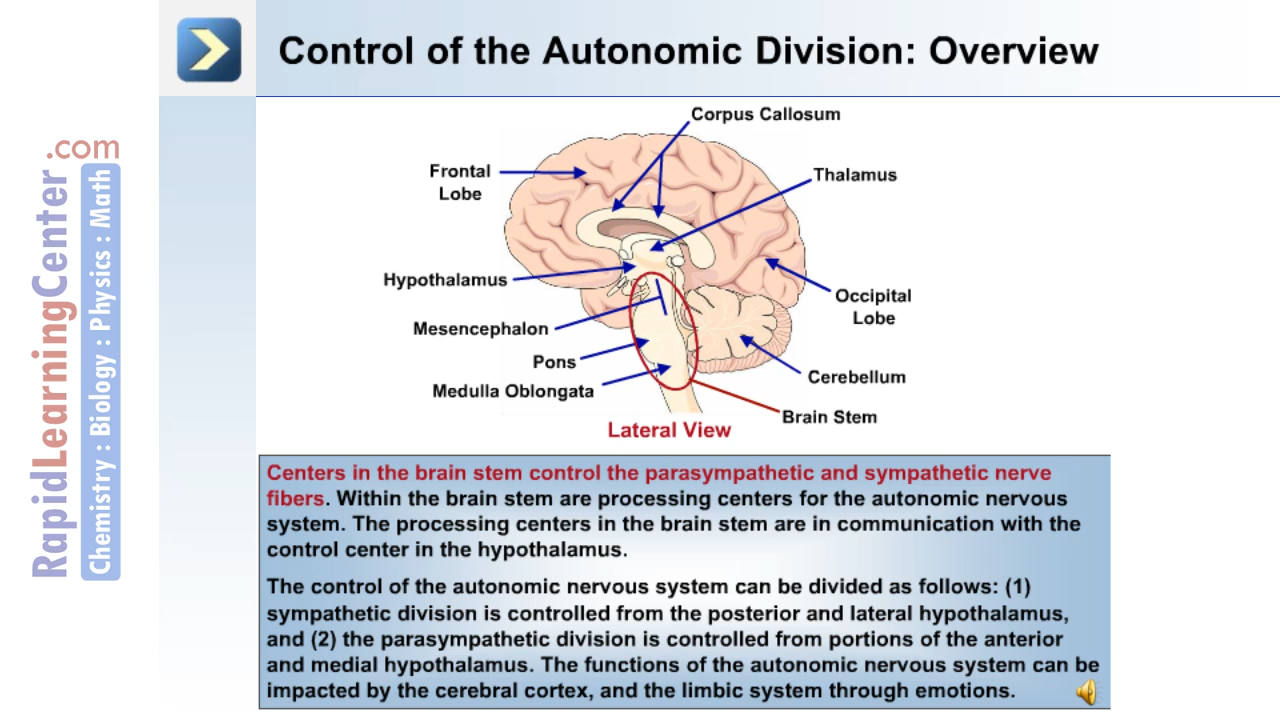 Control of the Autonomic Division: Overview
RapidLearningCenter.com
Chemistry : Biology : Physics : Math
Corpus Callosum
Frontal
Lobe
Thalamus
Hypothalamus
Occipital
Lobe
Mesencephalon
Pons
Cerebellum
Medulla Oblongata
Brain Stem
Lateral View
Centers in the brain stem control the parasympathetic and sympathetic nerve
fibers. Within the brain stem are processing centers for the autonomic nervous
system. The processing centers in the brain stem are in communication with the
control center in the hypothalamus.
The control of the autonomic nervous system can be divided as follows: (1)
sympathetic division is controlled from the posterior and lateral hypothalamus,
and (2) the parasympathetic division is controlled from portions of the anterior
and medial hypothalamus. The functions of the autonomic nervous system can be
impacted by the cerebral cortex, and the limbic system through emotions.